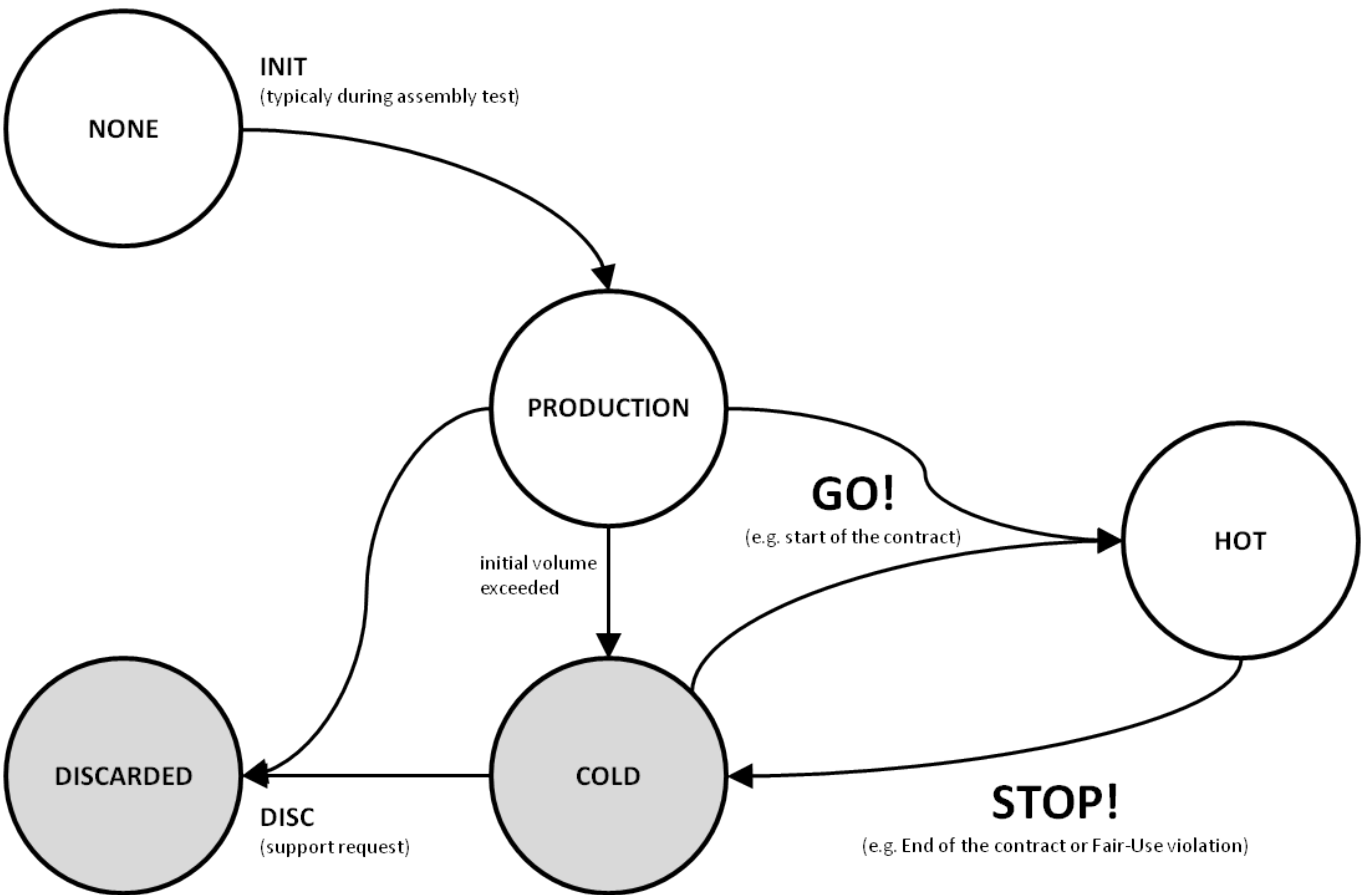 INIT
(typicaly during assembly test)
NONE
PRODUCTION
GO!
(e.g. start of the contract)
HOT
initial volume
exceeded
DISCARDED
COLD
DISC
(support request)
STOP!
(e.g. End of the contract or Fair-Use violation)